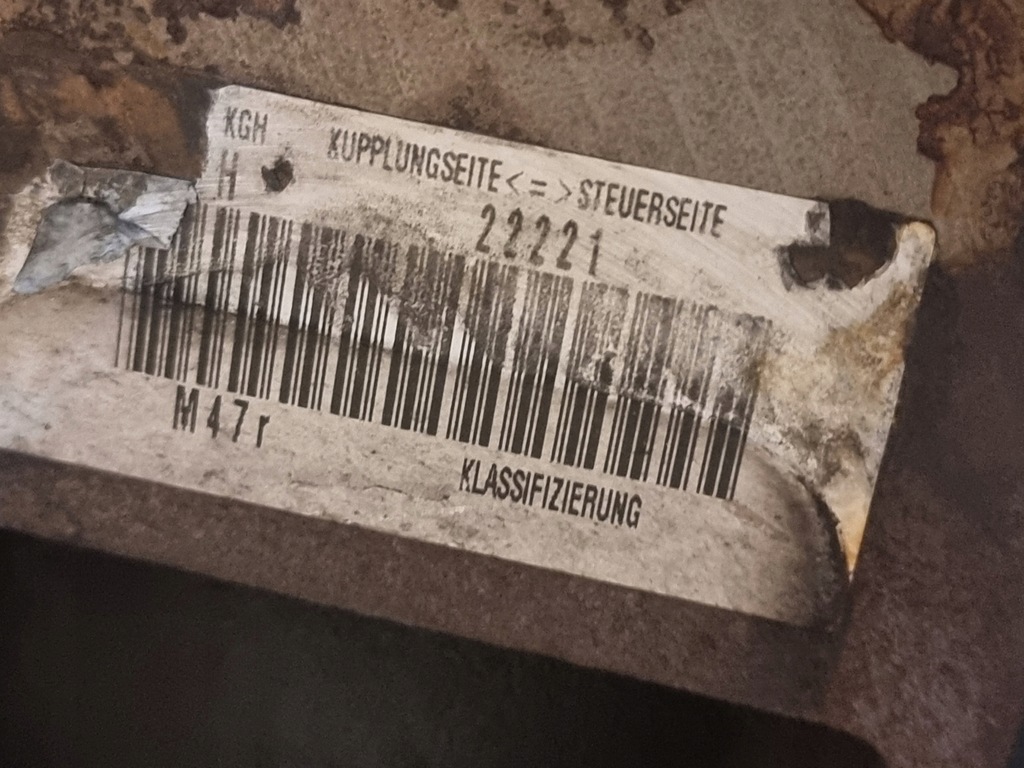 KGH KUPPLUNGSEITE<=>STEUERSEITE
H 22221
M47r
KLASSIFIZIERUNG